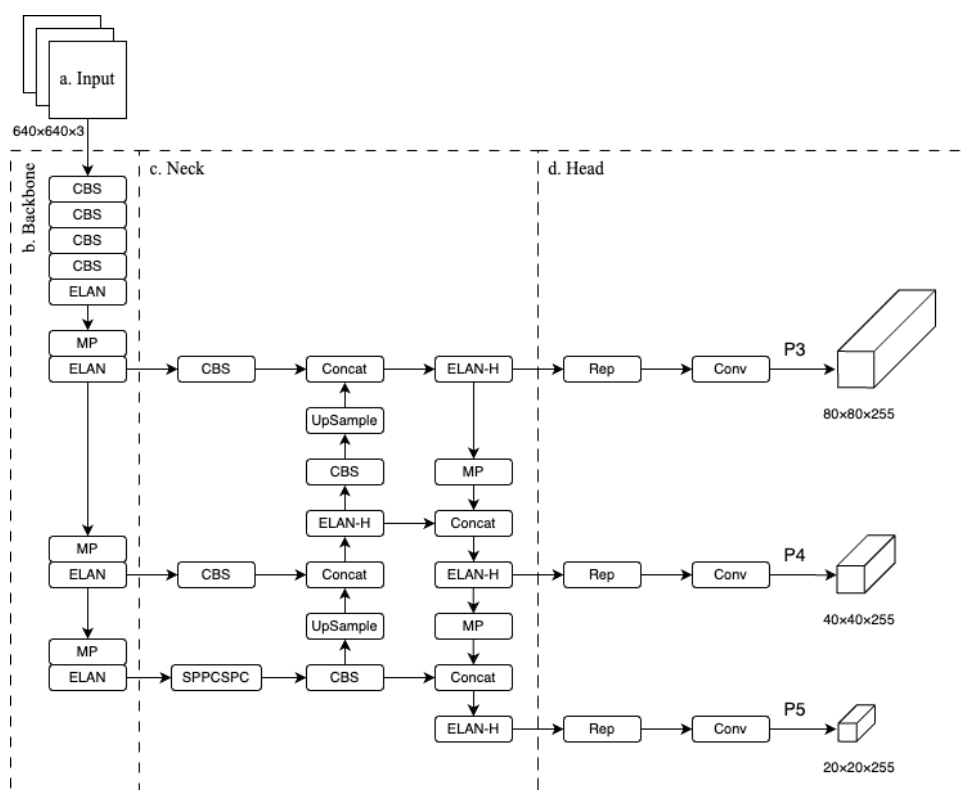 a. Input
640×640×3
b. Backbone
c. Neck
d. Head
CBS
CBS
CBS
CBS
ELAN
MP
ELAN
CBS
Concat
ELAN-H
Rep
Conv
P3
80×80×255
UpSample
CBS
MP
ELAN-H
Concat
MP
ELAN
CBS
Concat
ELAN-H
Rep
Conv
P4
40×40×255
UpSample
MP
MP
ELAN
SPPCSPC
CBS
Concat
ELAN-H
Rep
Conv
P5
20×20×255